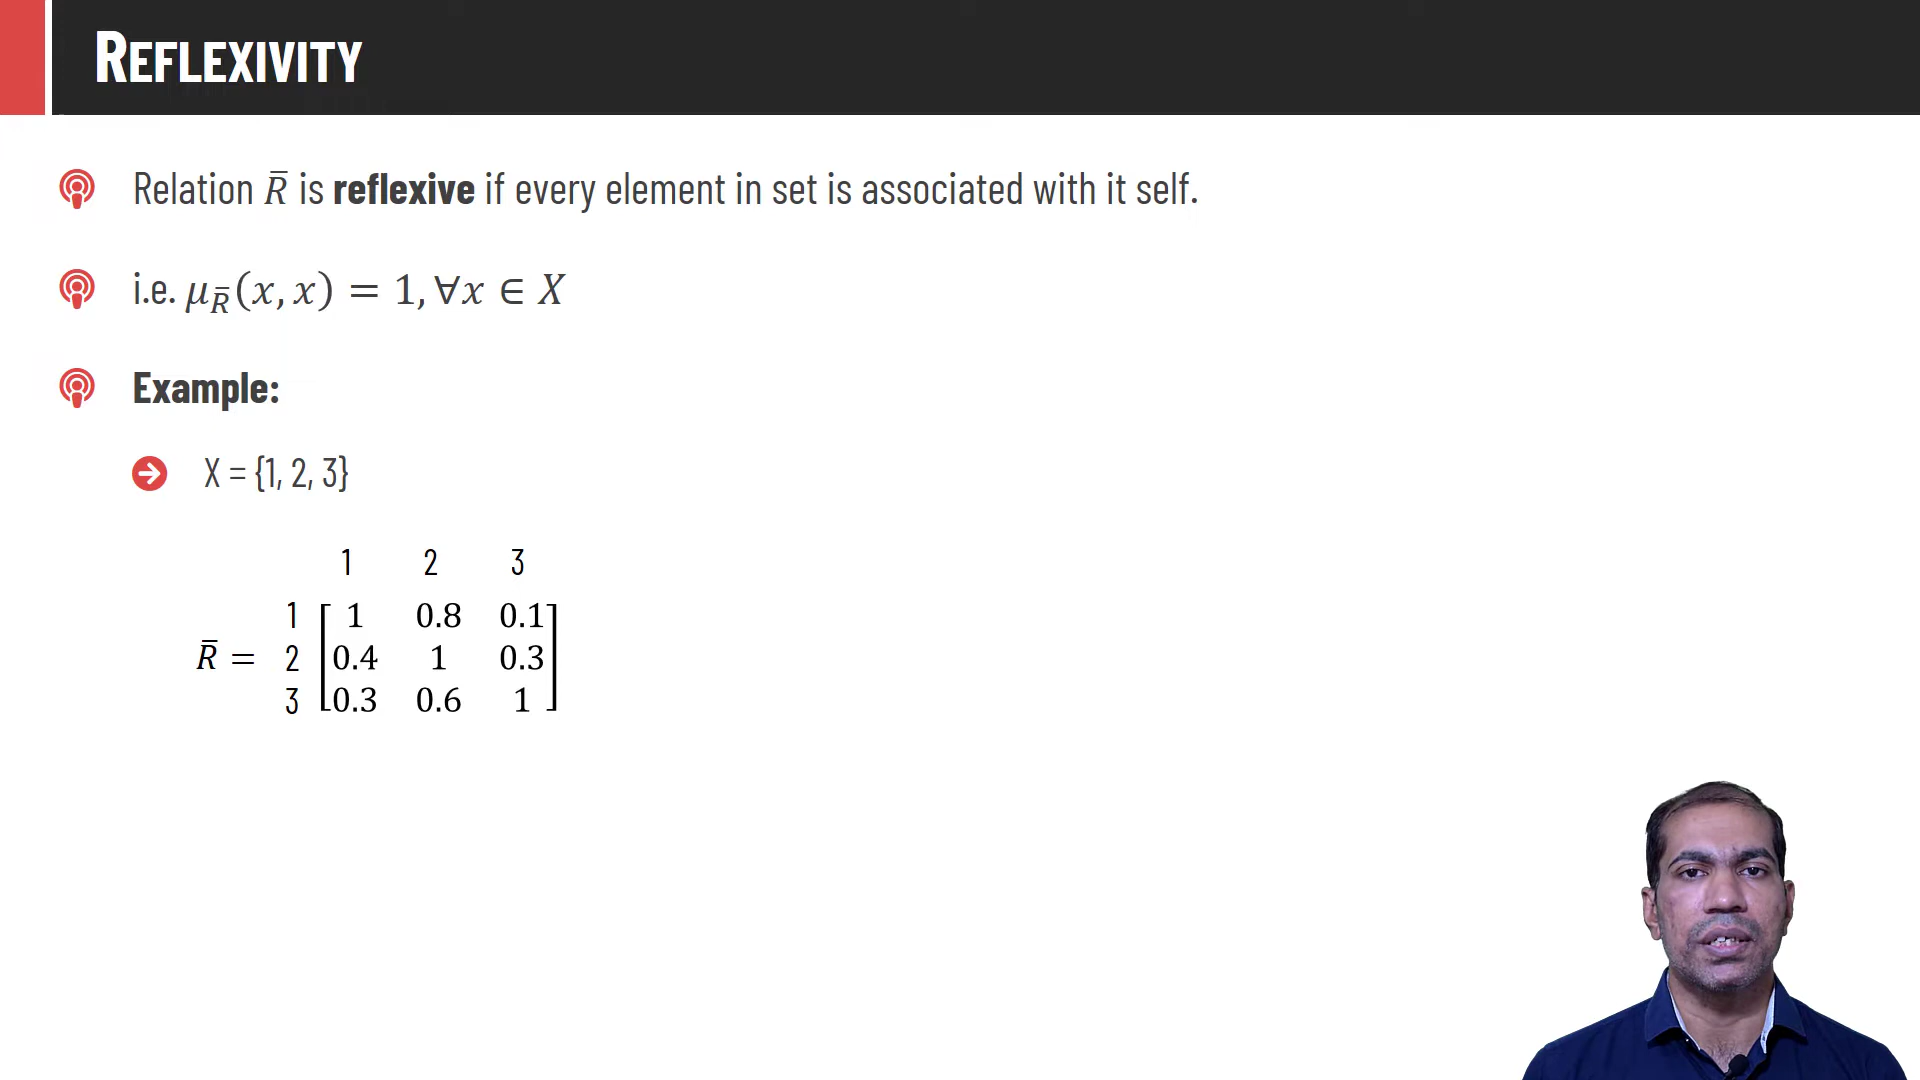 REFLEXIVITY
Relation R̅ is reflexive if every element in set is associated with it self.
i.e. μ_R̅(x, x) = 1, ∀x ∈ X
Example:
X = {1, 2, 3}
1 2 3
1 1 0.8 0.1
R̅ = 2 0.4 1 0.3
3 0.3 0.6 1